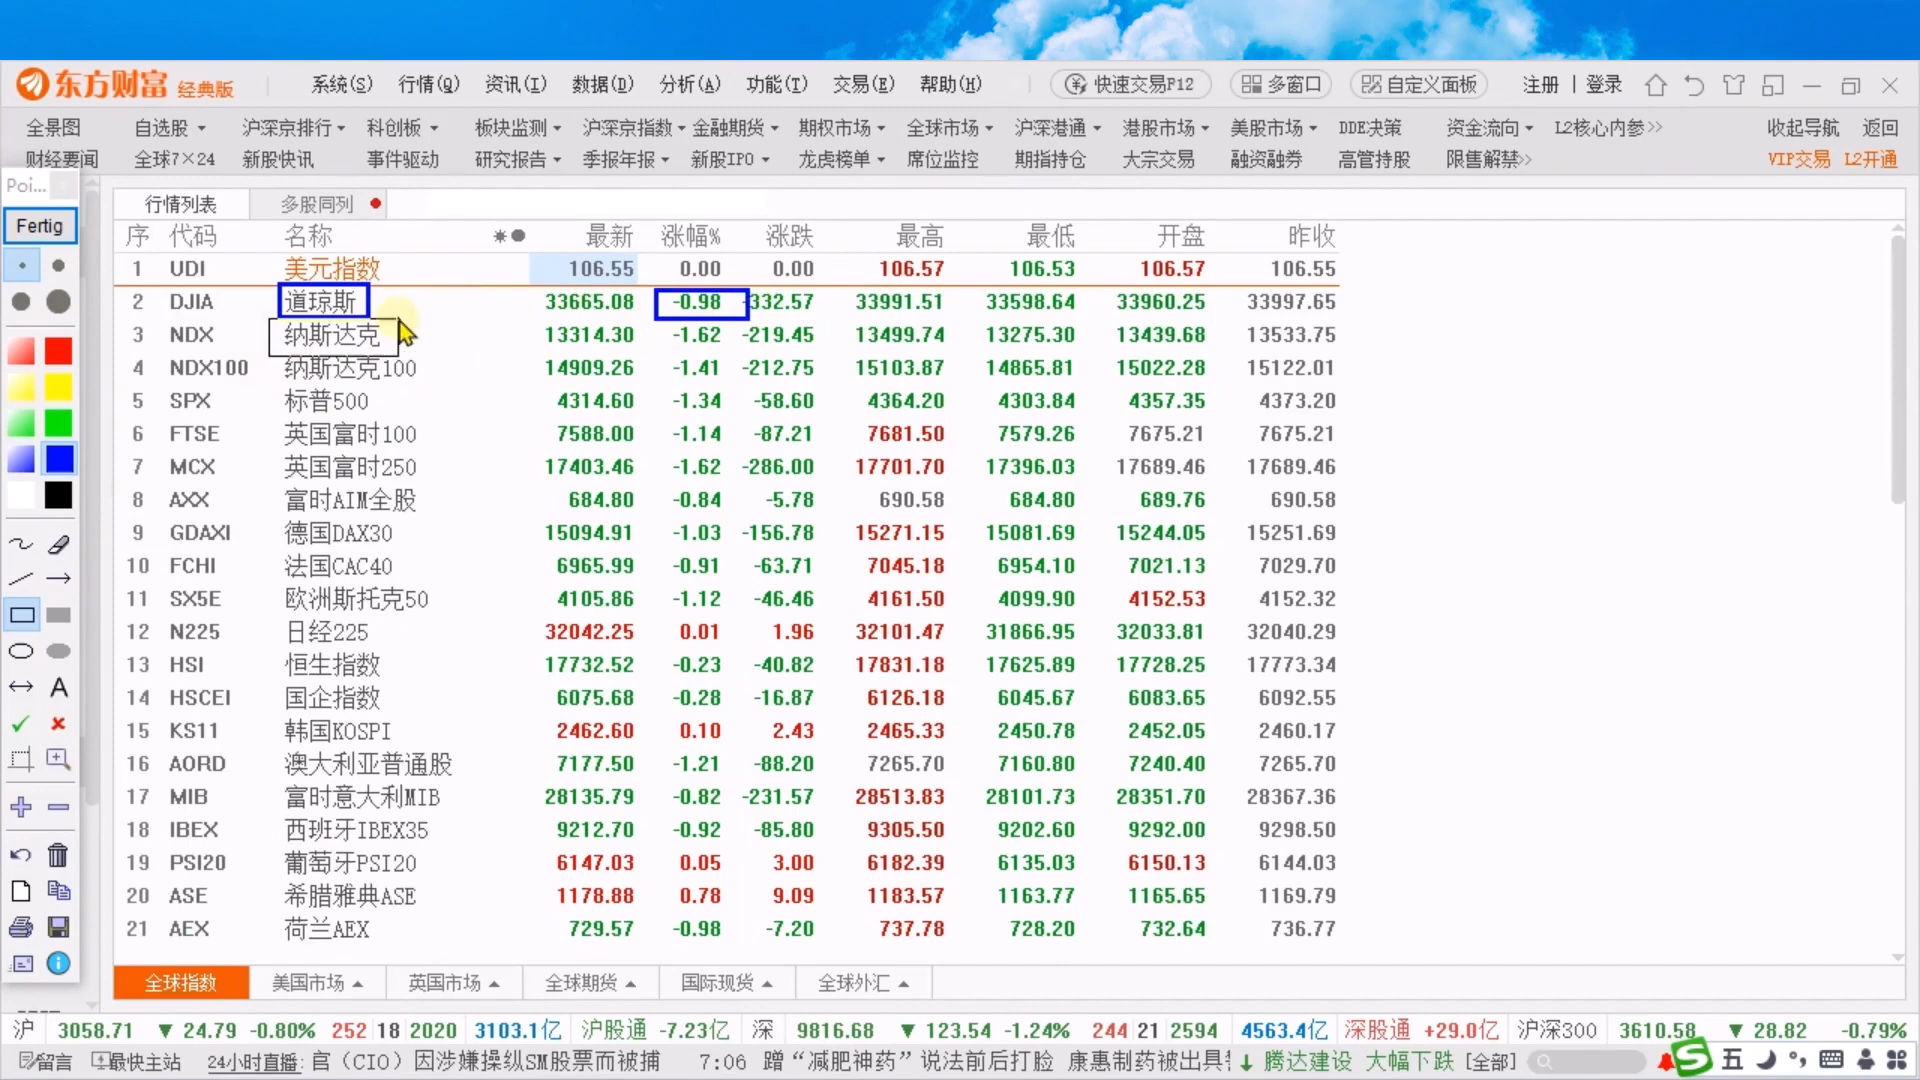 东方财富 经典版 系统(S) 行情(Q) 资讯(I) 数据(D) 分析(A) 功能(T) 交易(E) 帮助(H) 快速交易F12 多窗口 自定义面板 注册 | 登录
全景图 自选股 沪深京排行 科创板 板块监测 沪深京指数 金融期货 期权市场 全球市场 沪深港通 港股市场 美股市场 DDE决策 资金流向 L2核心内参>> 收起导航 返回
财经要闻 全球7×24 新股快讯 事件驱动 研究报告 季报年报 新股IPO 龙虎榜单 席位监控 期指持仓 大宗交易 融资融券 高管持股 限售解禁>> VIP交易 L2开通
Poi...
Fertig
行情列表 多股同列
序 代码 名称 最新 涨幅% 涨跌 最高 最低 开盘 昨收
1 UDI 美元指数 106.55 0.00 0.00 106.57 106.53 106.57 106.55
2 DJIA 道琼斯 33665.08 -0.98 -332.57 33991.51 33598.64 33960.25 33997.65
3 NDX 纳斯达克 13314.30 -1.62 -219.45 13499.74 13275.30 13439.68 13533.75
4 NDX100 纳斯达克100 14909.26 -1.41 -212.75 15103.87 14865.81 15022.28 15122.01
5 SPX 标普500 4314.60 -1.34 -58.60 4364.20 4303.84 4357.35 4373.20
6 FTSE 英国富时100 7588.00 -1.14 -87.21 7681.50 7579.26 7675.21 7675.21
7 MCX 英国富时250 17403.46 -1.62 -286.00 17701.70 17396.03 17689.46 17689.46
8 AXX 富时AIM全股 684.80 -0.84 -5.78 690.58 684.80 689.76 690.58
9 GDAXI 德国DAX30 15094.91 -1.03 -156.78 15271.15 15081.69 15244.05 15251.69
10 FCHI 法国CAC40 6965.99 -0.91 -63.71 7045.18 6954.10 7021.13 7029.70
11 SX5E 欧洲斯托克50 4105.86 -1.12 -46.46 4161.50 4099.90 4152.53 4152.32
12 N225 日经225 32042.25 0.01 1.96 32101.47 31866.95 32033.81 32040.29
13 HSI 恒生指数 17732.52 -0.23 -40.82 17831.18 17625.89 17728.25 17773.34
14 HSCEI 国企指数 6075.68 -0.28 -16.87 6126.18 6045.67 6083.65 6092.55
15 KS11 韩国KOSPI 2462.60 0.10 2.43 2465.33 2450.78 2452.05 2460.17
16 AORD 澳大利亚普通股 7177.50 -1.21 -88.20 7265.70 7160.80 7240.40 7265.70
17 MIB 富时意大利MIB 28135.79 -0.82 -231.57 28513.83 28101.73 28351.70 28367.36
18 IBEX 西班牙IBEX35 9212.70 -0.92 -85.80 9305.50 9202.60 9292.00 9298.50
19 PSI20 葡萄牙PSI20 6147.03 0.05 3.00 6182.39 6135.03 6150.13 6144.03
20 ASE 希腊雅典ASE 1178.88 0.78 9.09 1183.57 1163.77 1165.65 1169.79
21 AEX 荷兰AEX 729.57 -0.98 -7.20 737.78 728.20 732.64 736.77
全球指数 美国市场 英国市场 全球期货 国际现货 全球外汇
沪 3058.71 ▼ 24.79 -0.80% 252 18 2020 3103.1亿 沪股通 -7.23亿 深 9816.68 ▼ 123.54 -1.24% 244 21 2594 4563.4亿 深股通 +29.0亿 沪深300 3610.58 ▼ 28.82 -0.79%
留言 最快主站 24小时直播: 官（CIO）因涉嫌操纵SM股票而被捕 7:06 蹭“减肥神药”说法前后打脸 康惠制药被出具 ↓ 腾达建设 大幅下跌 [全部] 五